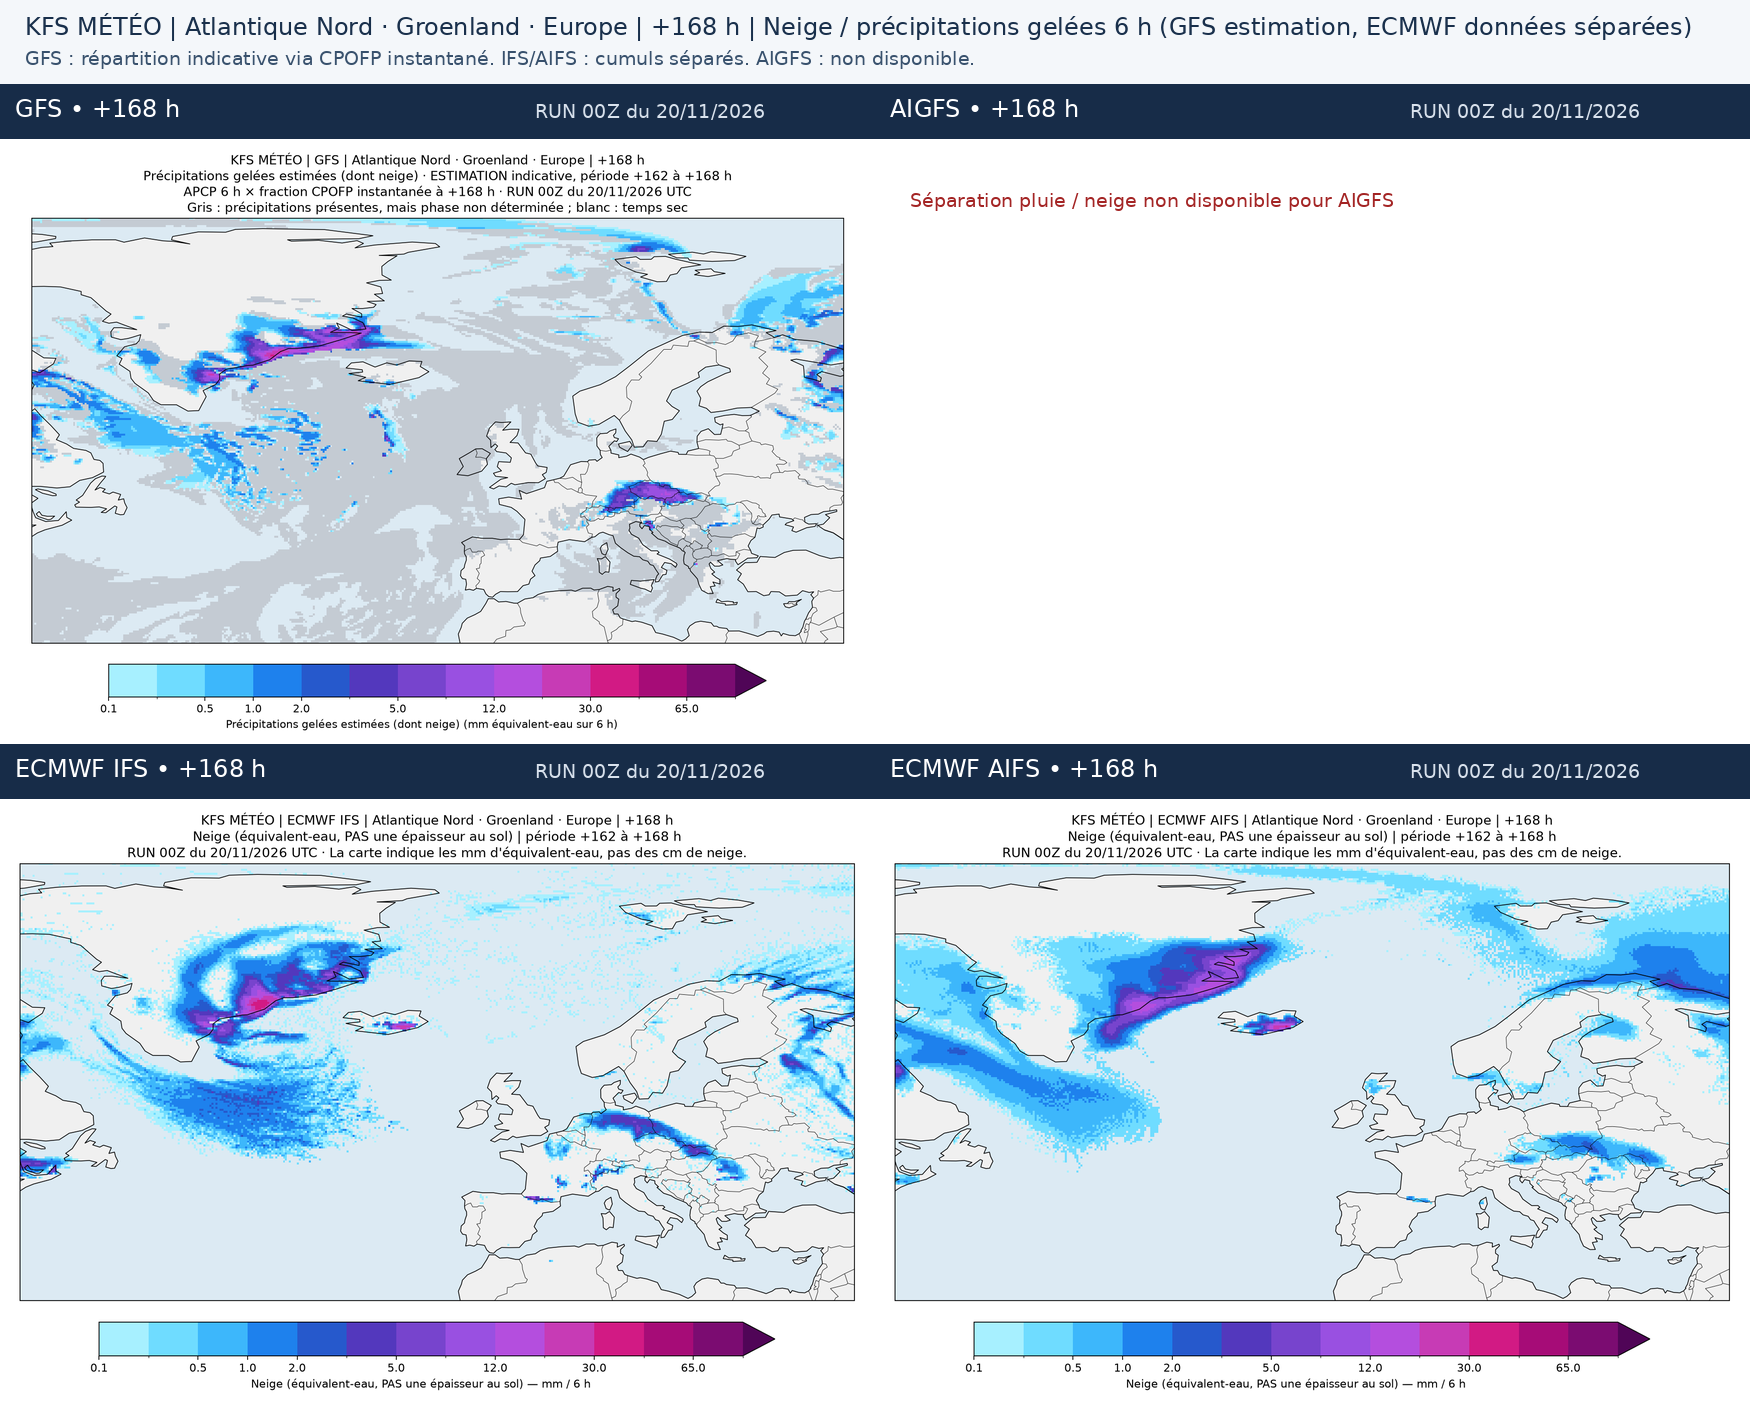 KFS MÉTÉO | Atlantique Nord · Groenland · Europe | +168 h | Neige / précipitations gelées 6 h (GFS estimation, ECMWF données séparées)
GFS : répartition indicative via CPOFP instantané. IFS/AIFS : cumuls séparés. AIGFS : non disponible.
GFS • +168 h
RUN 00Z du 20/11/2026
KFS MÉTÉO | GFS | Atlantique Nord · Groenland · Europe | +168 h
Précipitations gelées estimées (dont neige) · ESTIMATION indicative, période +162 à +168 h
APCP 6 h × fraction CPOFP instantanée à +168 h · RUN 00Z du 20/11/2026 UTC
Gris : précipitations présentes, mais phase non déterminée ; blanc : temps sec
0.1 0.5 1.0 2.0 5.0 12.0 30.0 65.0
Précipitations gelées estimées (dont neige) (mm équivalent-eau sur 6 h)
AIGFS • +168 h
RUN 00Z du 20/11/2026
Séparation pluie / neige non disponible pour AIGFS
ECMWF IFS • +168 h
RUN 00Z du 20/11/2026
KFS MÉTÉO | ECMWF IFS | Atlantique Nord · Groenland · Europe | +168 h
Neige (équivalent-eau, PAS une épaisseur au sol) | période +162 à +168 h
RUN 00Z du 20/11/2026 UTC · La carte indique les mm d'équivalent-eau, pas des cm de neige.
0.1 0.5 1.0 2.0 5.0 12.0 30.0 65.0
Neige (équivalent-eau, PAS une épaisseur au sol) — mm / 6 h
ECMWF AIFS • +168 h
RUN 00Z du 20/11/2026
KFS MÉTÉO | ECMWF AIFS | Atlantique Nord · Groenland · Europe | +168 h
Neige (équivalent-eau, PAS une épaisseur au sol) | période +162 à +168 h
RUN 00Z du 20/11/2026 UTC · La carte indique les mm d'équivalent-eau, pas des cm de neige.
0.1 0.5 1.0 2.0 5.0 12.0 30.0 65.0
Neige (équivalent-eau, PAS une épaisseur au sol) — mm / 6 h